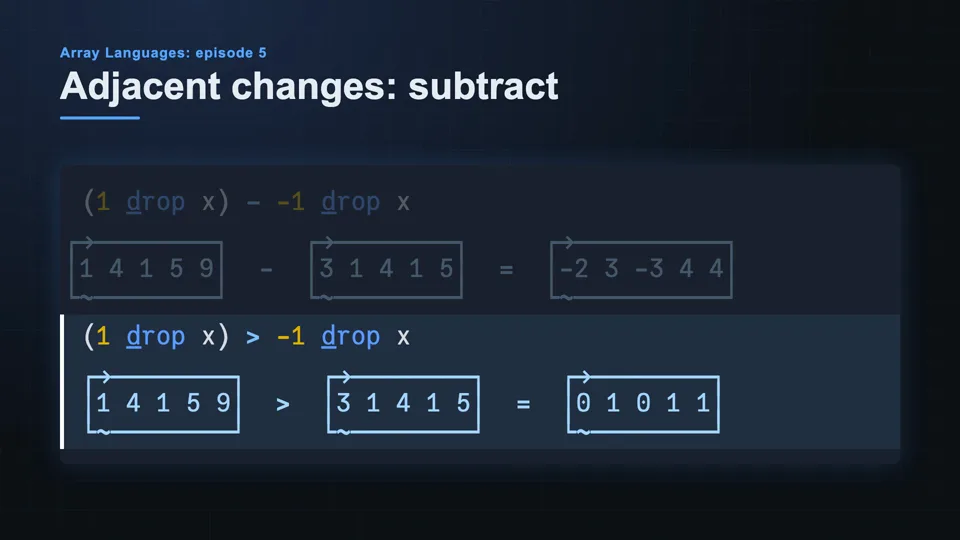 Array Languages: episode 5
Adjacent changes: subtract
(1 drop x) - -1 drop x
1 4 1 5 9 - 3 1 4 1 5 = -2 3 -3 4 4
(1 drop x) > -1 drop x
1 4 1 5 9 > 3 1 4 1 5 = 0 1 0 1 1